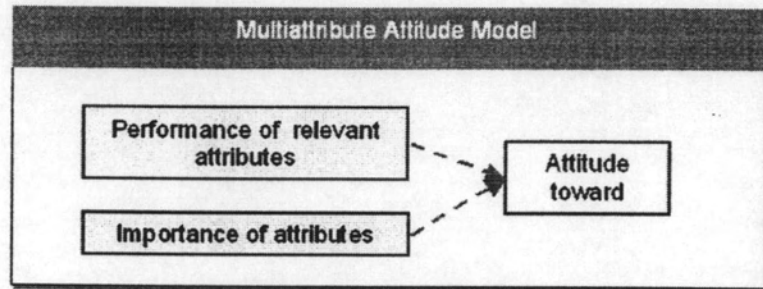 Multiattribute Attitude Model
Performance of relevant
attributes
Attitude
toward
Importance of attributes